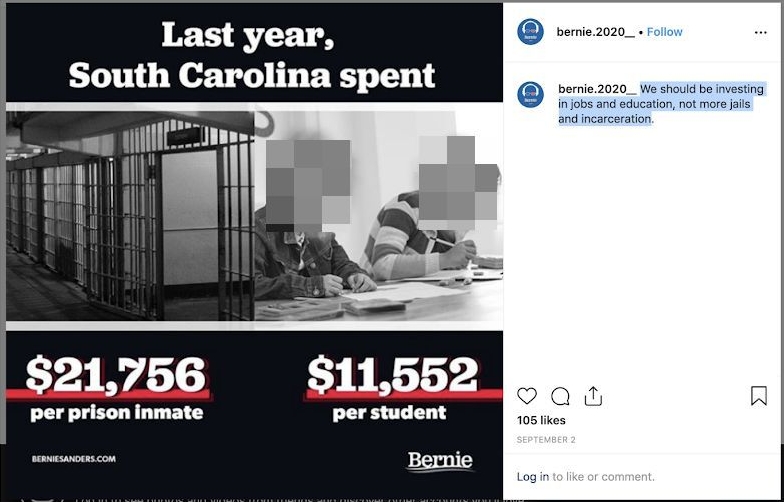 Last year,
South Carolina spent
$21,756
per prison inmate
$11,552
per student
BERNIESANDERS.COM
Bernie
bernie.2020__ • Follow
bernie.2020__ We should be investing
in jobs and education, not more jails
and incarceration.
105 likes
SEPTEMBER 2
Log in to like or comment.